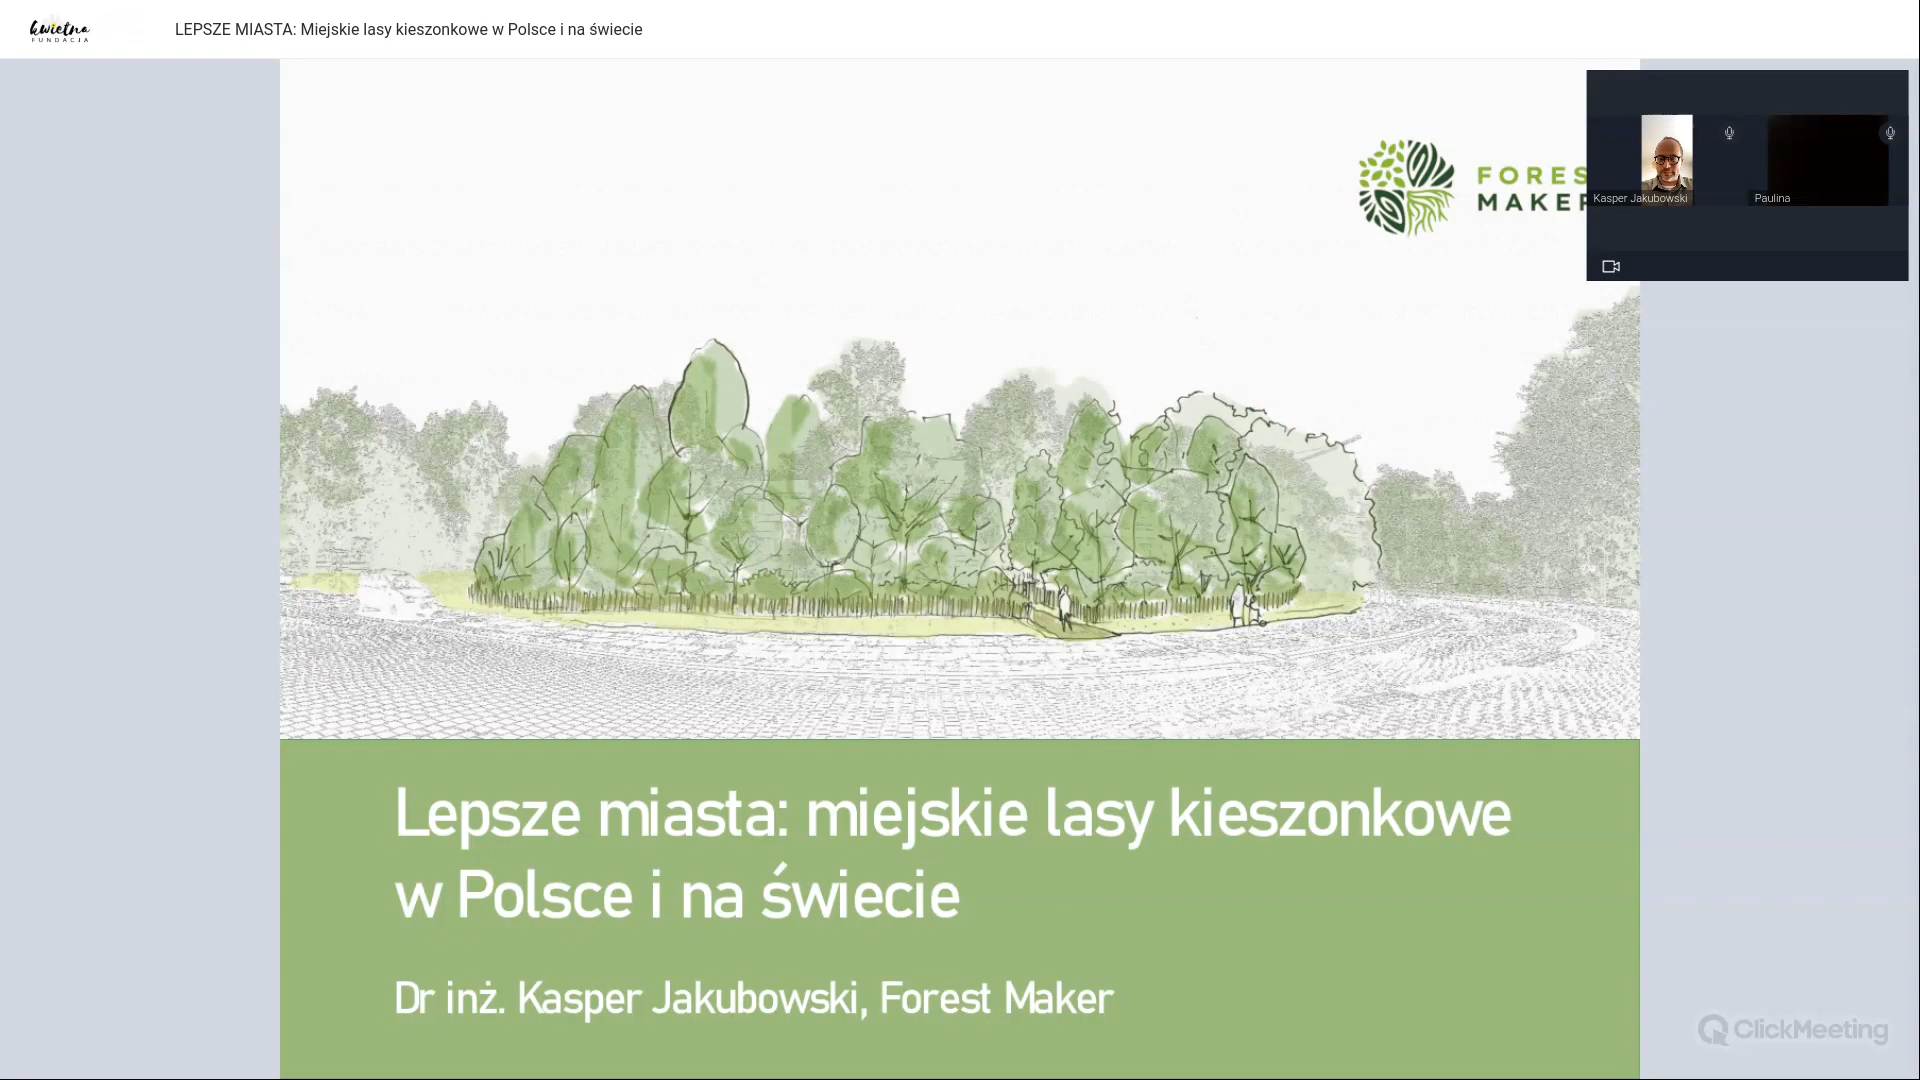 kwietna
FUNDACJA
LEPSZE MIASTA: Miejskie lasy kieszonkowe w Polsce i na świecie
FORES
MAKER
Kasper Jakubowski
Paulina
Lepsze miasta: miejskie lasy kieszonkowe
w Polsce i na świecie
Dr inż. Kasper Jakubowski, Forest Maker
ClickMeeting